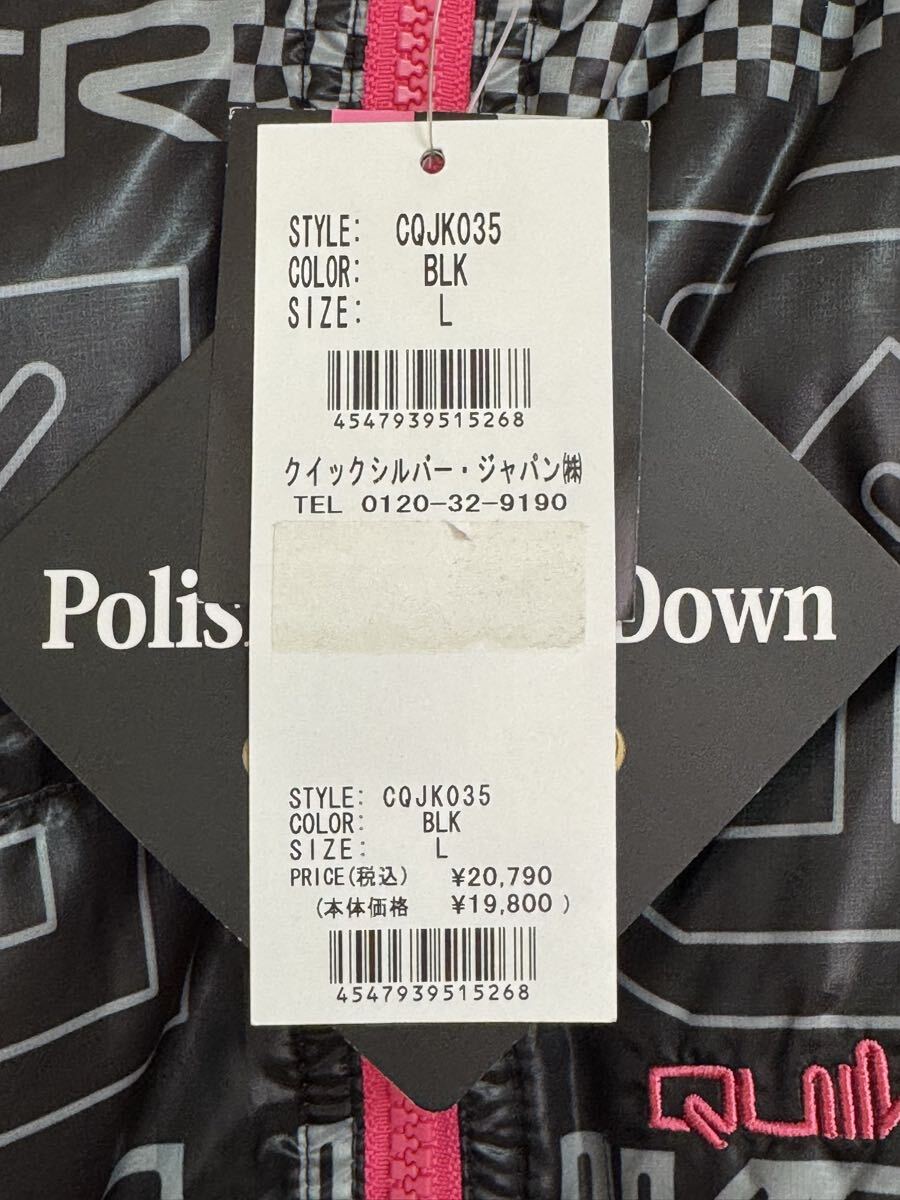 STYLE: CQJK035
COLOR: BLK
SIZE: L
4547939515268
クイックシルバー・ジャパン㈱
TEL 0120-32-9190
Polis
Down
STYLE: CQJK035
COLOR: BLK
SIZE: L
PRICE(税込) ¥20,790
(本体価格 ¥19,800 )
4547939515268